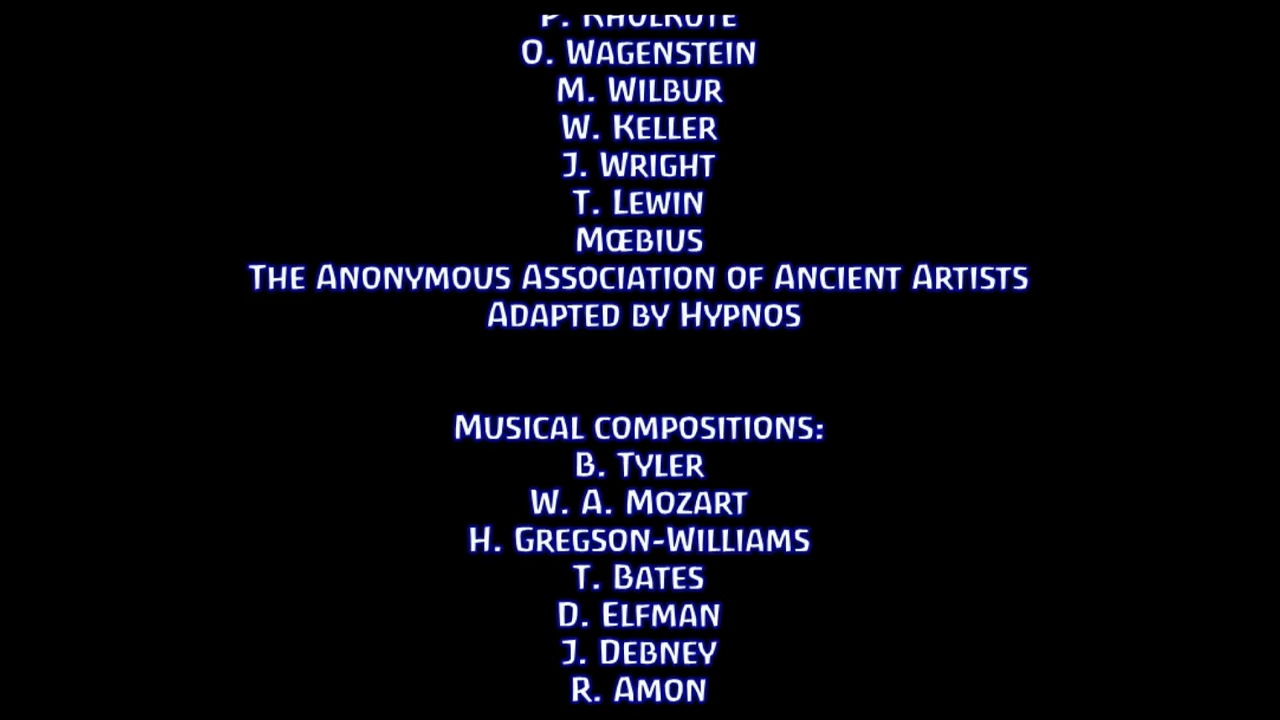 O. Wagenstein
M. Wilbur
W. Keller
J. Wright
T. Lewin
Mœbius
The Anonymous Association of Ancient Artists
Adapted by Hypnos
Musical compositions:
B. Tyler
W. A. Mozart
H. Gregson-Williams
T. Bates
D. Elfman
J. Debney
R. Amon